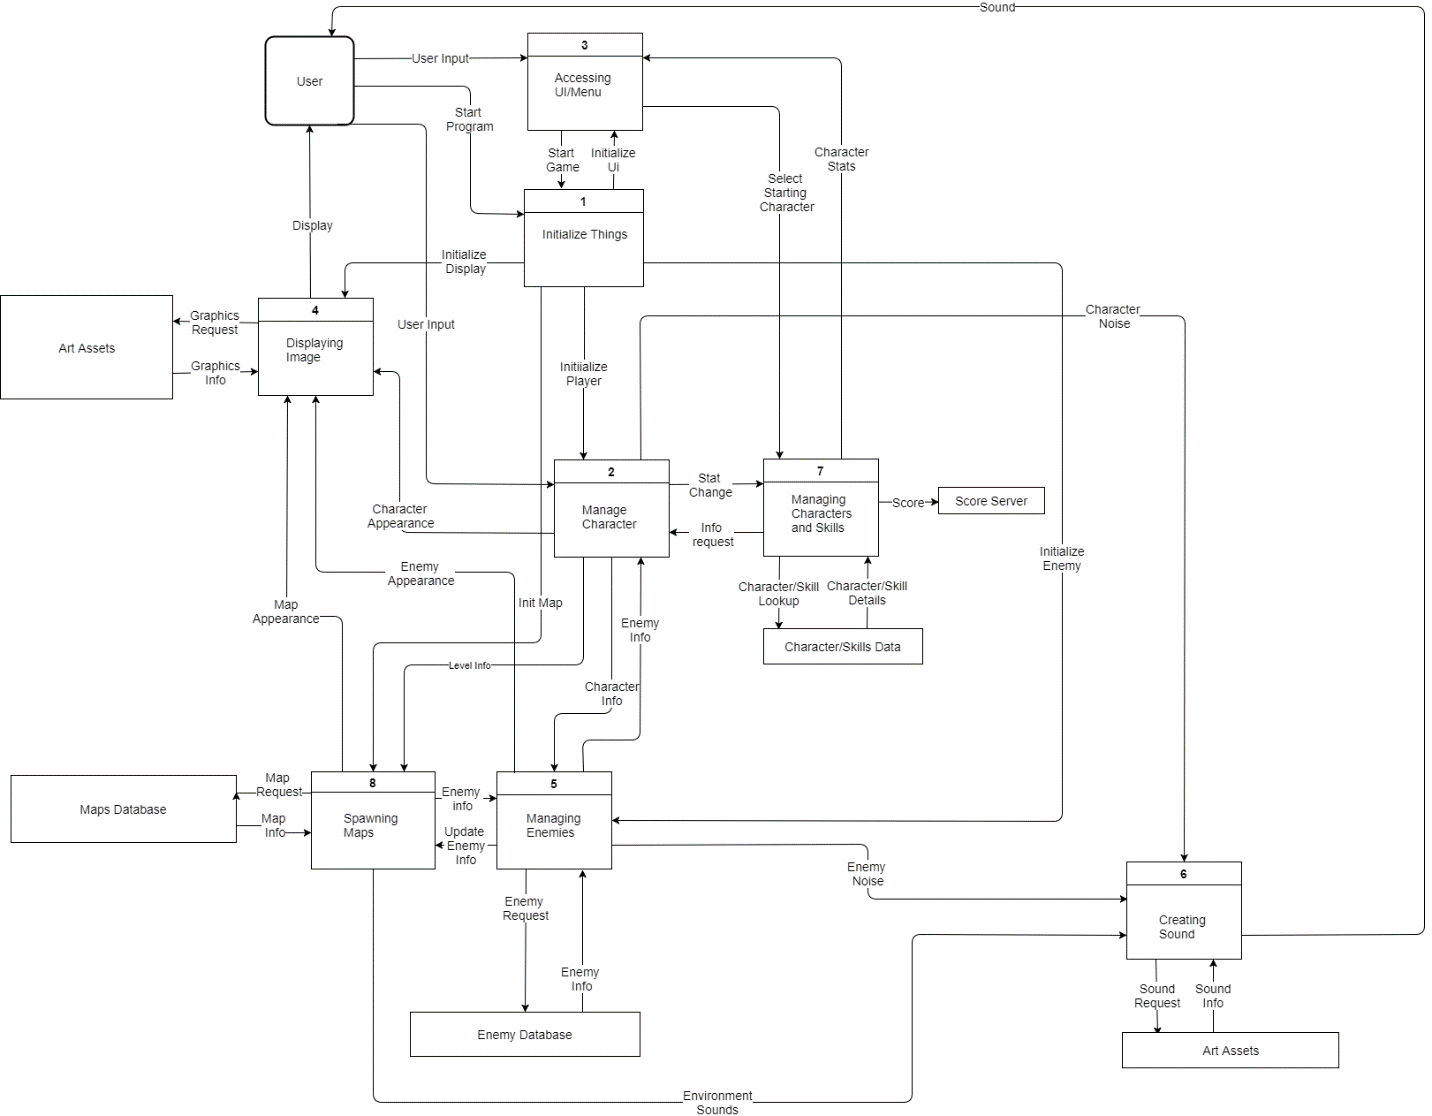 Sound
User
User Input
3
Accessing
UI/Menu
Start
Program
Start
Game
Initialize
Ui
Character
Stats
Select
Starting
Character
1
Initialize Things
Display
Initialize
Display
4
Displaying
Image
Graphics
Request
Graphics
Info
Art Assets
User Input
Character
Noise
Initiialize
Player
2
Manage
Character
Stat
Change
Info
request
7
Managing
Characters
and Skills
Score
Score Server
Character
Appearance
Enemy
Appearance
Initialize
Enemy
Character/Skill
Lookup
Character/Skill
Details
Character/Skills Data
Map
Appearance
Init Map
Enemy
Info
Level Info
Character
Info
Maps Database
Map
Request
Map
Info
8
Spawning
Maps
Enemy
info
Update
Enemy
Info
5
Managing
Enemies
Enemy
Noise
6
Creating
Sound
Enemy
Request
Enemy
Info
Enemy Database
Sound
Request
Sound
Info
Art Assets
Environment
Sounds